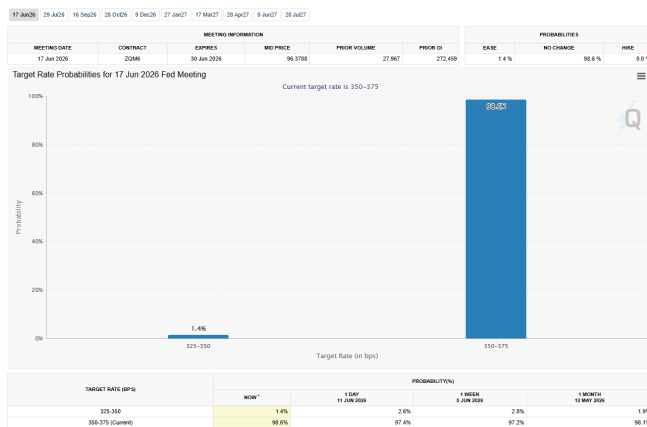 17 Jun26 29 Jul26 16 Sep26 28 Oct26 9 Dec26 27 Jan27 17 Mar27 28 Apr27 9 Jun27 28 Jul27
MEETING INFORMATION
MEETING DATE CONTRACT EXPIRES MID PRICE PRIOR VOLUME PRIOR OI
17 Jun 2026 ZQM6 30 Jun 2026 96.3788 27,967 272,459
PROBABILITIES
EASE NO CHANGE HIKE
1.4 % 98.6 % 0.0 %
Target Rate Probabilities for 17 Jun 2026 Fed Meeting
Current target rate is 350-375
Probability
100%
80%
60%
40%
20%
0%
1.4%
98.6%
Q
325-350 350-375
Target Rate (in bps)
TARGET RATE (BPS) PROBABILITY(%)
NOW * 1 DAY 1 WEEK 1 MONTH
11 JUN 2026 5 JUN 2026 12 MAY 2026
325-350 1.4% 2.6% 2.8% 1.9%
350-375 (Current) 98.6% 97.4% 97.2% 98.1%